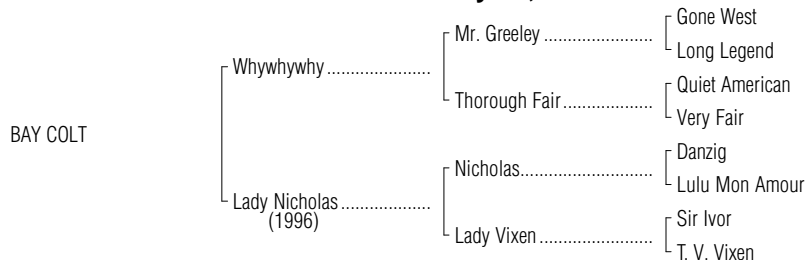 Gone West
Mr. Greeley ......................
Long Legend
Whywhywhy .....................
Quiet American
Thorough Fair..................
Very Fair
BAY COLT
Danzig
Nicholas...........................
Lulu Mon Amour
Lady Nicholas ..................
(1996)
Sir Ivor
Lady Vixen .......................
T. V. Vixen